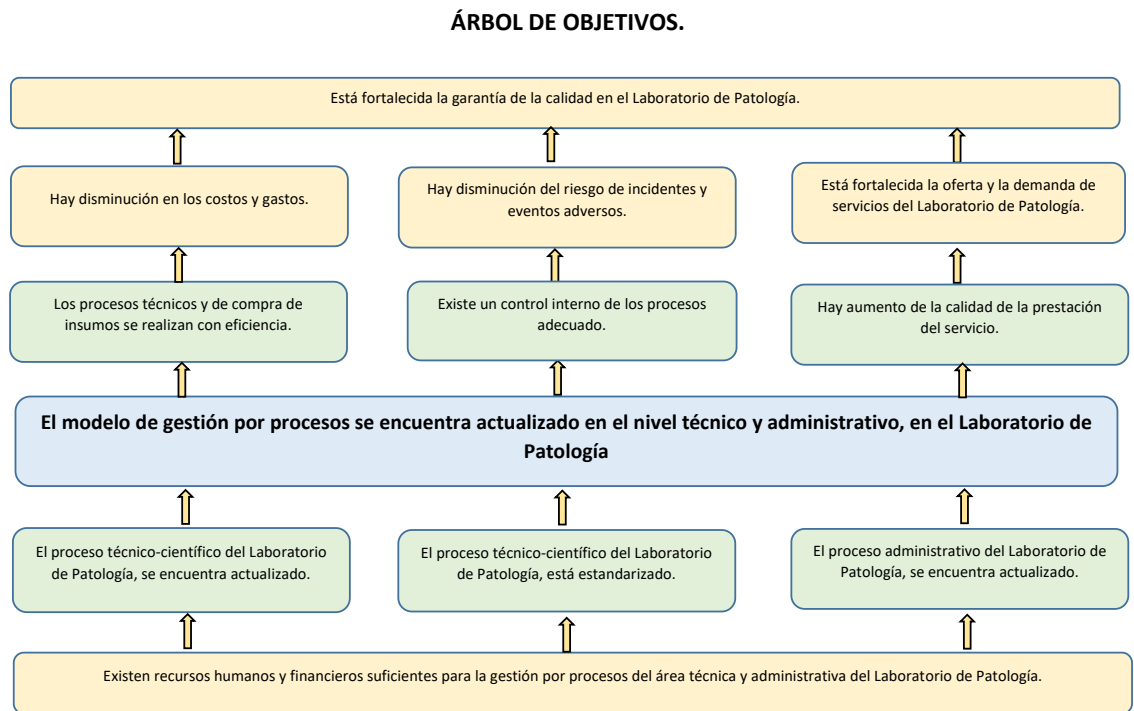 ÁRBOL DE OBJETIVOS.
Está fortalecida la garantía de la calidad en el Laboratorio de Patología.
Hay disminución en los costos y gastos.
Hay disminución del riesgo de incidentes y
eventos adversos.
Está fortalecida la oferta y la demanda de
servicios del Laboratorio de Patología.
Los procesos técnicos y de compra de
insumos se realizan con eficiencia.
Existe un control interno de los procesos
adecuado.
Hay aumento de la calidad de la prestación
del servicio.
El modelo de gestión por procesos se encuentra actualizado en el nivel técnico y administrativo, en el Laboratorio de
Patología
El proceso técnico-científico del Laboratorio
de Patología, se encuentra actualizado.
El proceso técnico-científico del Laboratorio
de Patología, está estandarizado.
El proceso administrativo del Laboratorio de
Patología, se encuentra actualizado.
Existen recursos humanos y financieros suficientes para la gestión por procesos del área técnica y administrativa del Laboratorio de Patología.